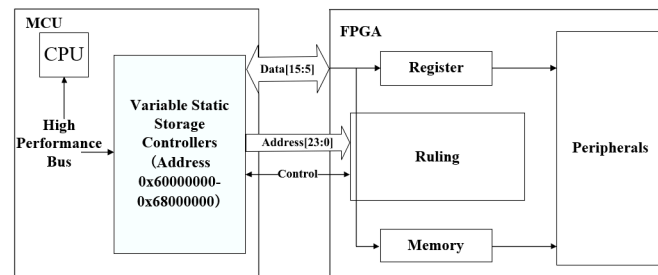 MCU
CPU
High
Performance
Bus
Variable Static
Storage
Controllers
(Address
0x60000000-
0x68000000)
Data[15:5]
Address[23:0]
Control
FPGA
Register
Ruling
Memory
Peripherals